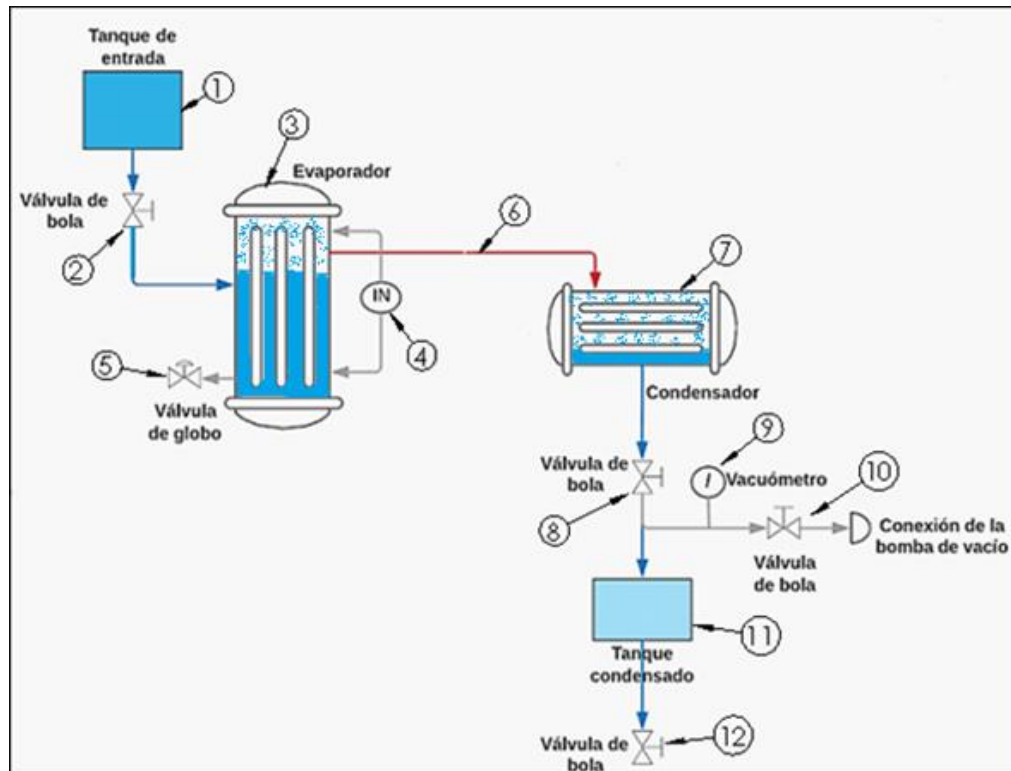 Tanque de
entrada
1
3
Evaporador
Válvula de
bola
2
6
7
IN
4
5
Válvula
de globo
Condensador
9
Válvula de
bola
I
Vacuómetro
10
8
Conexión de la
bomba de vacío
Válvula
de bola
11
Tanque
condensado
Válvula de
bola
12